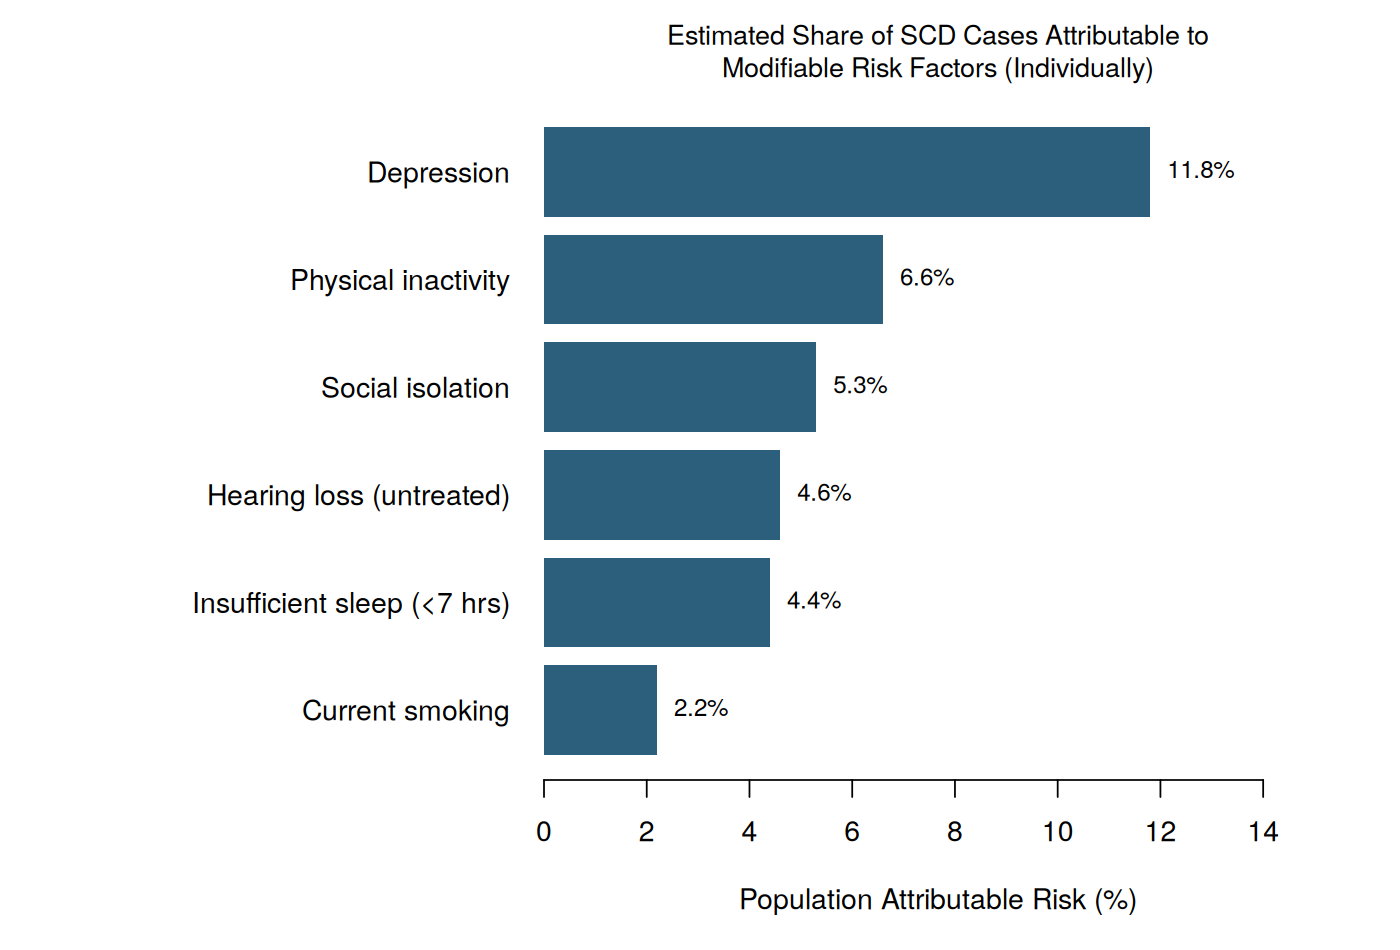 Estimated Share of SCD Cases Attributable to
Modifiable Risk Factors (Individually)
Depression 11.8%
Physical inactivity 6.6%
Social isolation 5.3%
Hearing loss (untreated) 4.6%
Insufficient sleep (<7 hrs) 4.4%
Current smoking 2.2%
0 2 4 6 8 10 12 14
Population Attributable Risk (%)